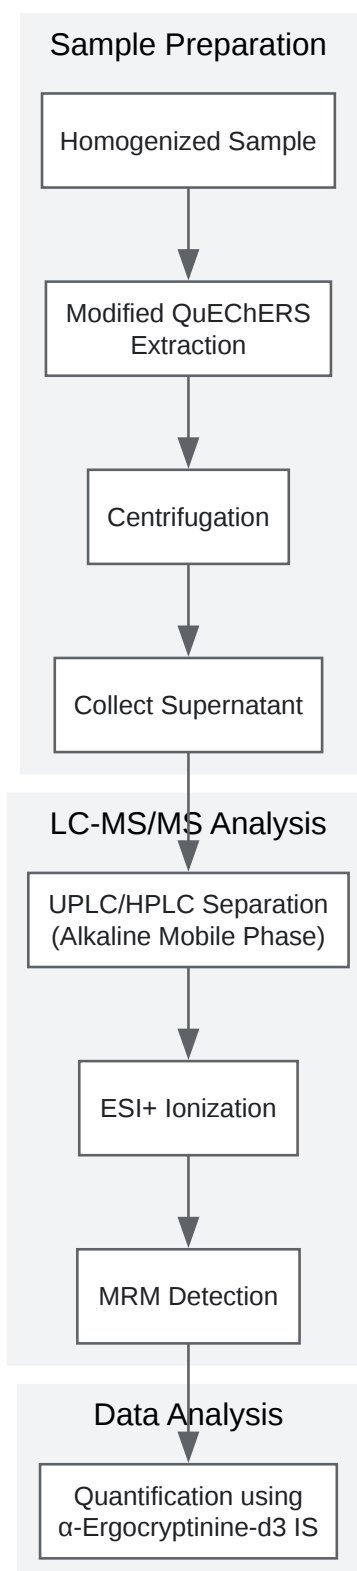 Sample Preparation
Homogenized Sample
Modified QuEChERS
Extraction
Centrifugation
Collect Supernatant
LC-MS/MS Analysis
UPLC/HPLC Separation
(Alkaline Mobile Phase)
ESI+ Ionization
MRM Detection
Data Analysis
Quantification using
α-Ergocryptinine-d3 IS